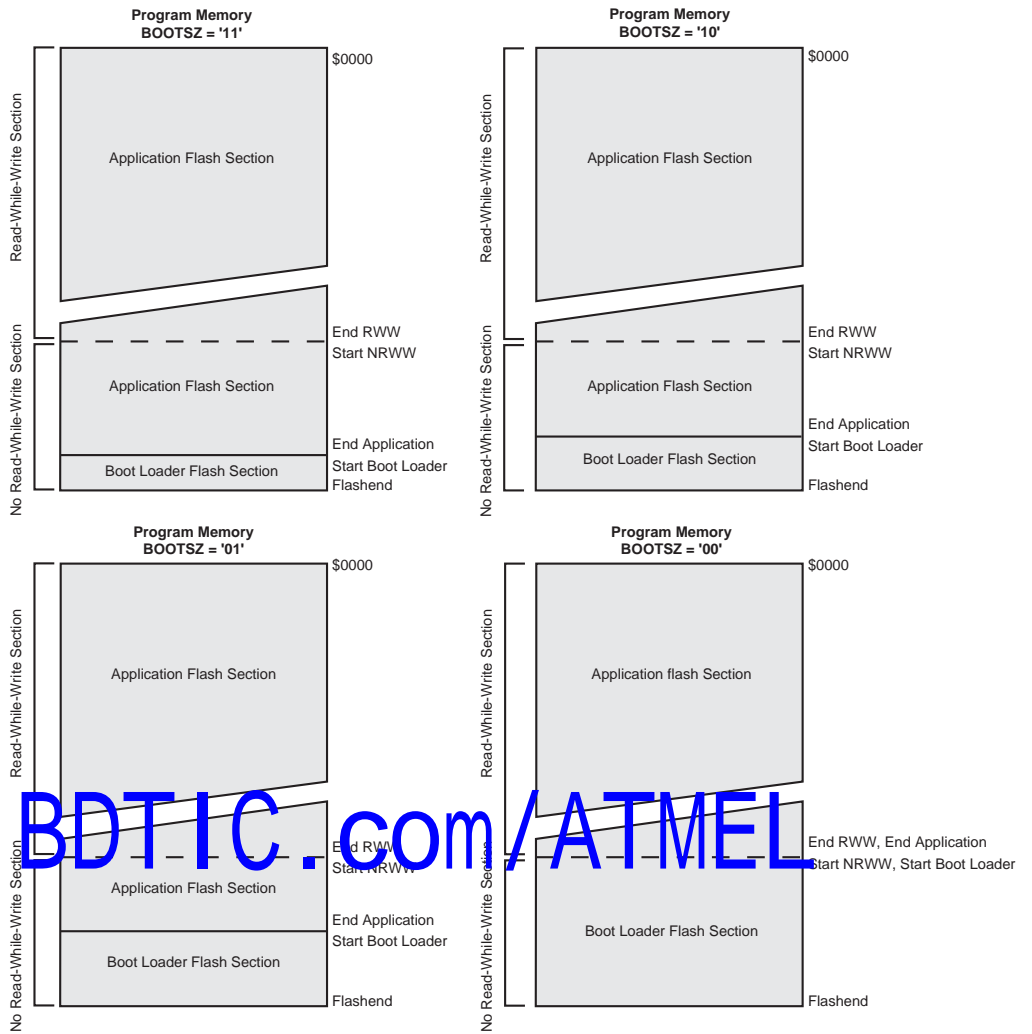 Program Memory
BOOTSZ = '11'
$0000
Read-While-Write Section
Application Flash Section
End RWW
Start NRWW
No Read-While-Write Section
Application Flash Section
End Application
Start Boot Loader
Boot Loader Flash Section
Flashend
Program Memory
BOOTSZ = '10'
$0000
Read-While-Write Section
Application Flash Section
End RWW
Start NRWW
No Read-While-Write Section
Application Flash Section
End Application
Start Boot Loader
Boot Loader Flash Section
Flashend
Program Memory
BOOTSZ = '01'
$0000
Read-While-Write Section
Application Flash Section
End RWW
Start NRWW
No Read-While-Write Section
Application Flash Section
End Application
Start Boot Loader
Boot Loader Flash Section
Flashend
Program Memory
BOOTSZ = '00'
$0000
Read-While-Write Section
Application flash Section
End RWW, End Application
Start NRWW, Start Boot Loader
No Read-While-Write Section
Boot Loader Flash Section
Flashend
BDTIC.com/ATMEL